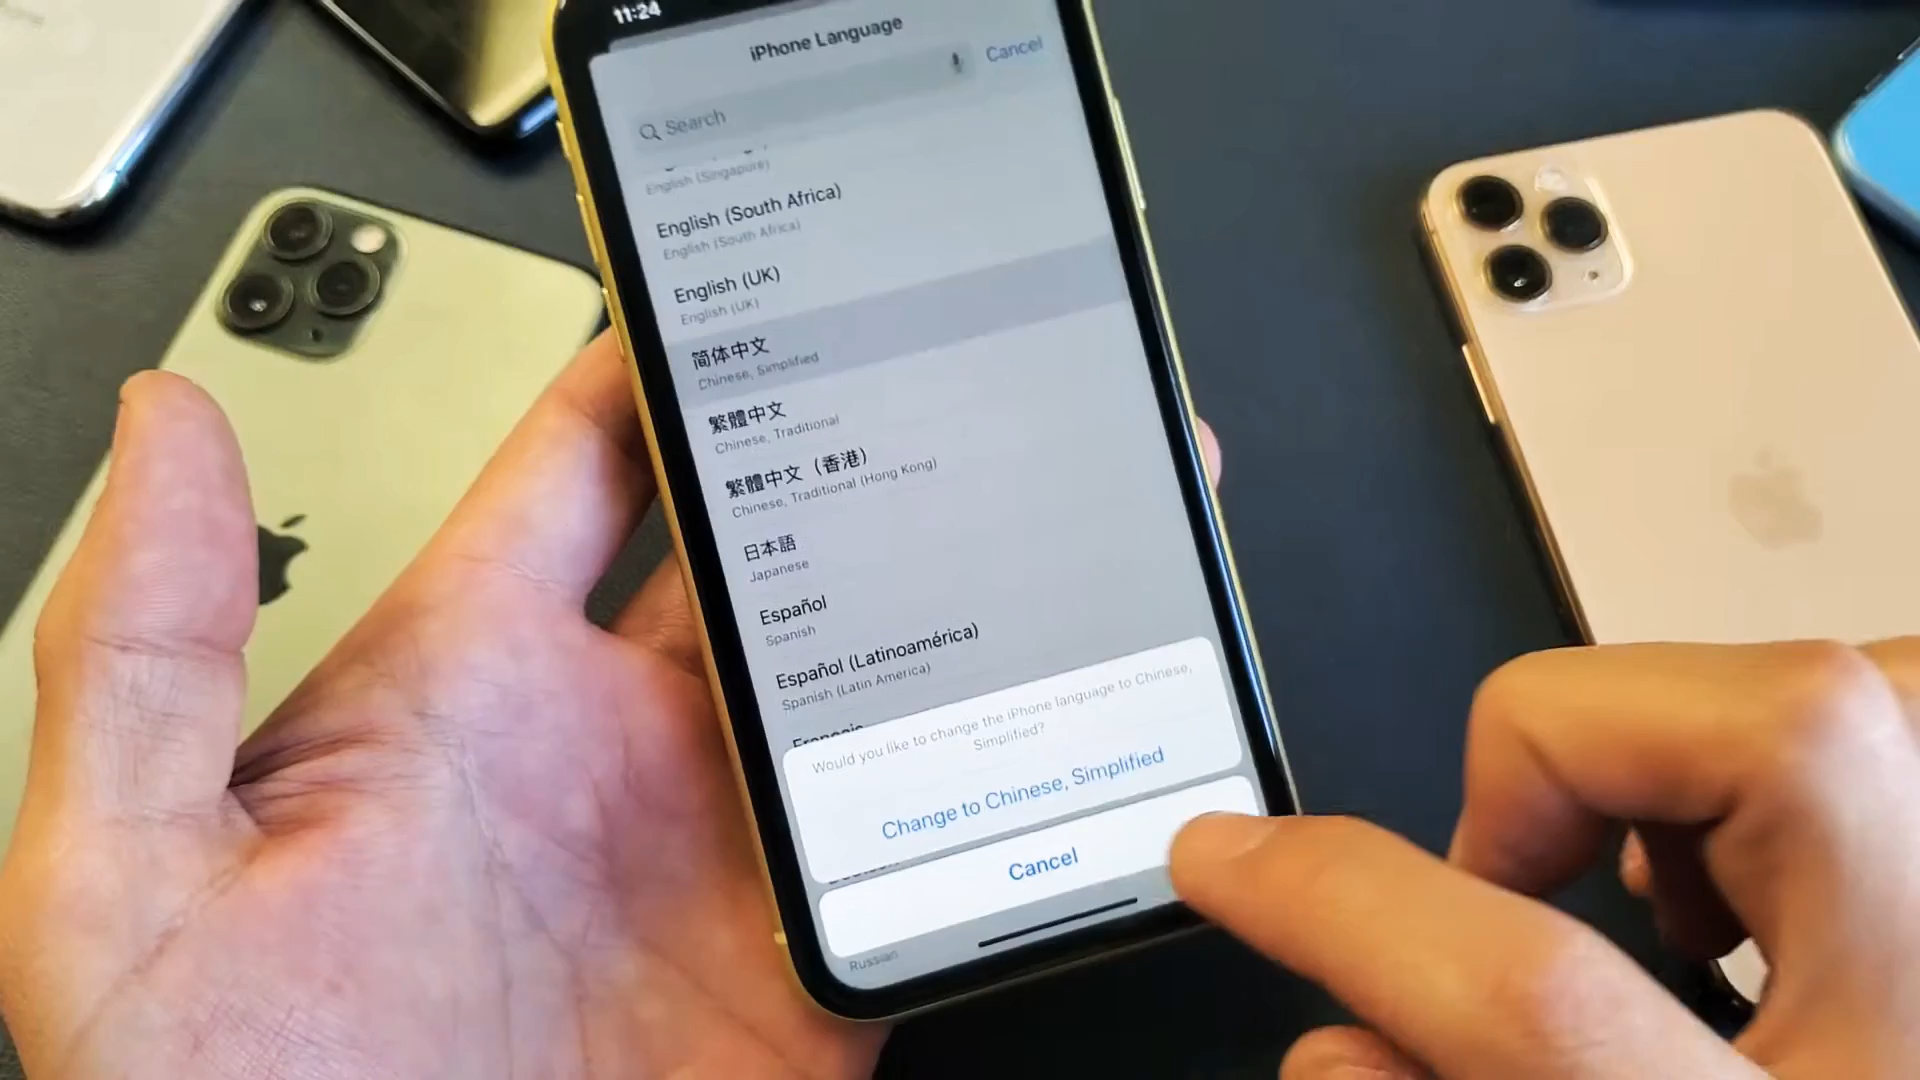 11:24
iPhone Language
Search
Cancel
English (Singapore)
English (South Africa)
English (South Africa)
English (UK)
English (UK)
简体中文
Chinese, Simplified
繁體中文
Chinese, Traditional
繁體中文（香港）
Chinese, Traditional (Hong Kong)
日本語
Japanese
Español
Spanish
Español (Latinoamérica)
Spanish (Latin America)
Français
Would you like to change the iPhone language to Chinese,
Simplified?
Change to Chinese, Simplified
Cancel
Russian